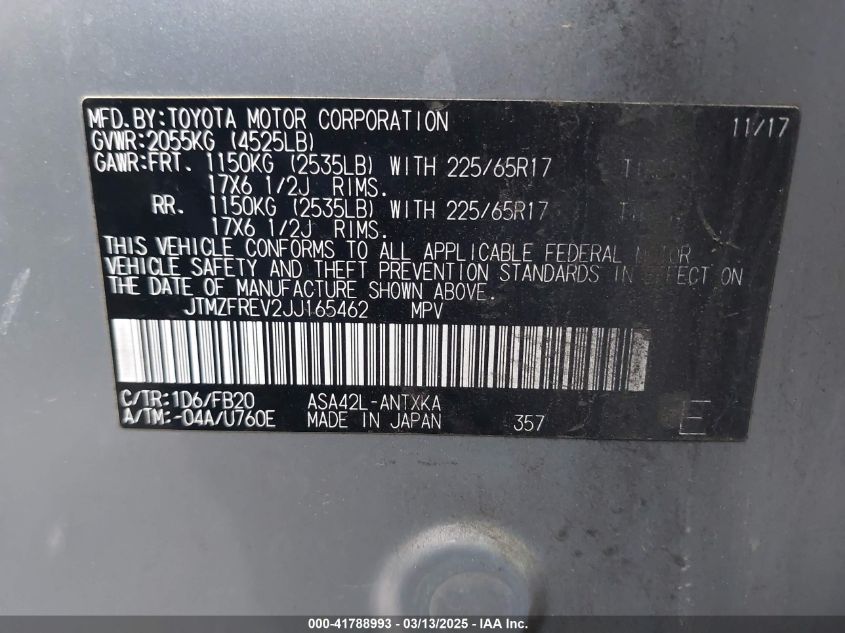 MFD. BY: TOYOTA MOTOR CORPORATION 11/17
GVWR: 2055KG (4525LB)
GAWR: FRT. 1150KG (2535LB) WITH 225/65R17
17X6 1/2J RIMS.
RR. 1150KG (2535LB) WITH 225/65R17
17X6 1/2J RIMS.
THIS VEHICLE CONFORMS TO ALL APPLICABLE FEDERAL MOTOR
VEHICLE SAFETY AND THEFT PREVENTION STANDARDS IN EFFECT ON
THE DATE OF MANUFACTURE SHOWN ABOVE.
JTMZFREV2JJ165462 MPV
C/TR: 1D6/FB20 ASA42L-ANTXKA
A/TM: -04A/U760E MADE IN JAPAN 357 E
000-41788993 - 03/13/2025 - IAA, Inc.